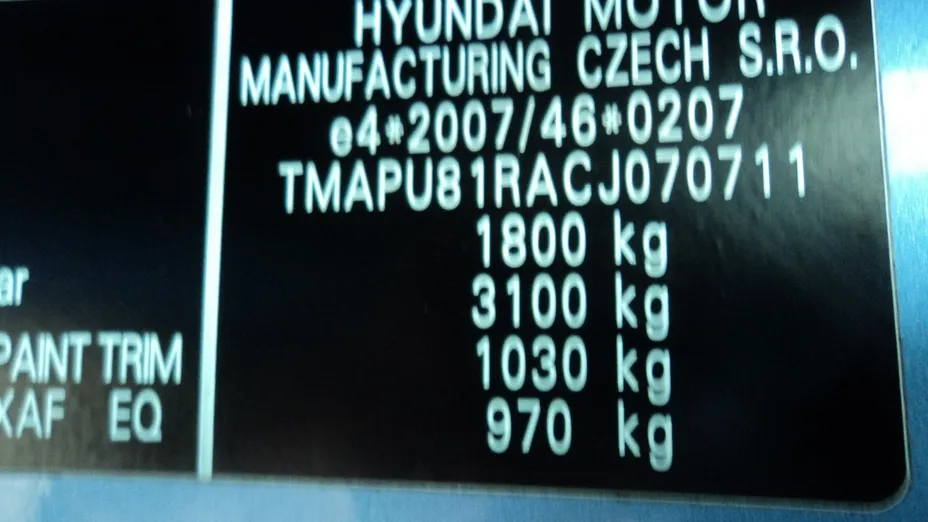 HYUNDAI MOTOR
MANUFACTURING CZECH S.R.O.
e4*2007/46*0207
TMAPU81RACJ070711
1800 kg
3100 kg
1030 kg
970 kg
ar
PAINT TRIM
XAF EQ